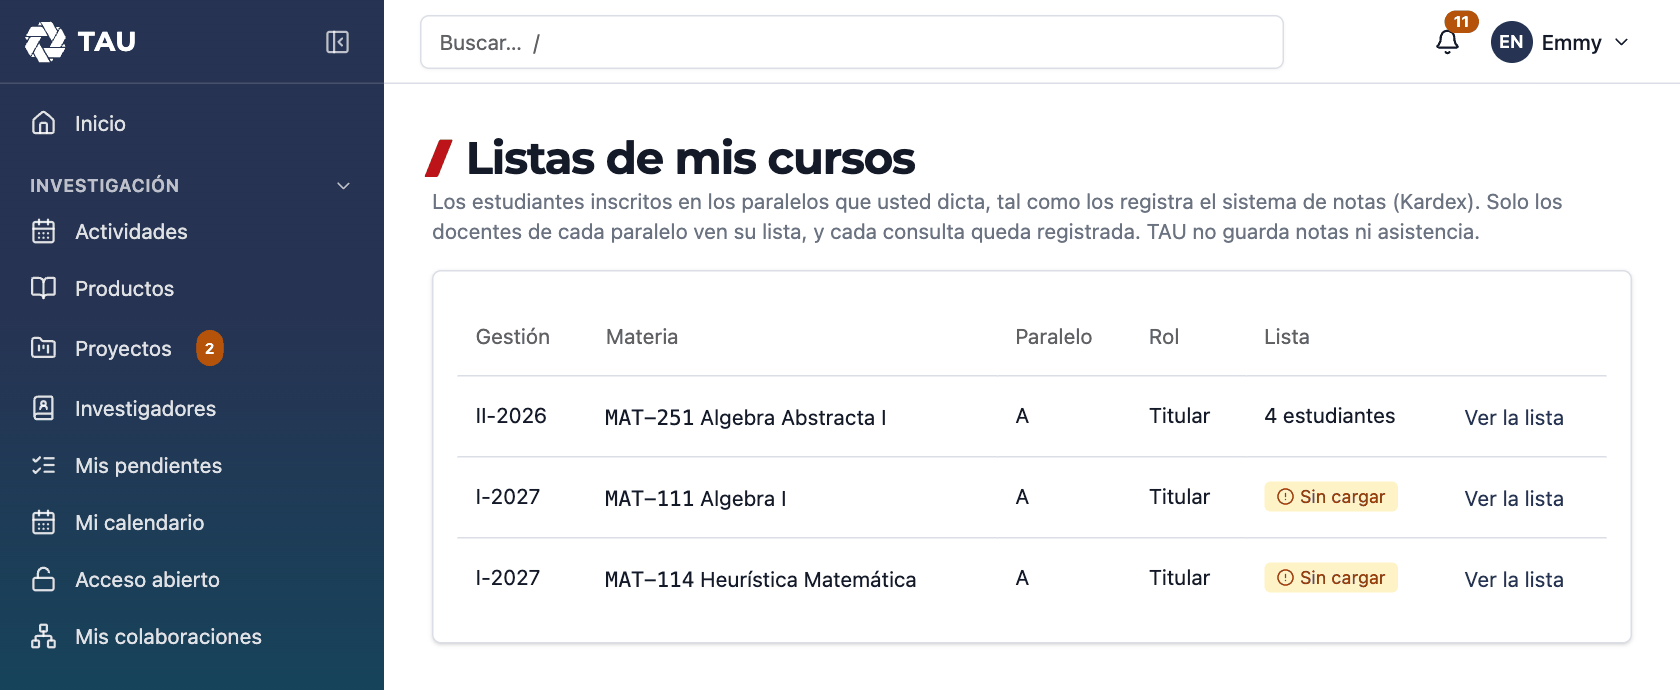 TAU
Buscar... /
11
EN Emmy
Inicio
INVESTIGACIÓN
Actividades
Productos
Proyectos 2
Investigadores
Mis pendientes
Mi calendario
Acceso abierto
Mis colaboraciones
Listas de mis cursos
Los estudiantes inscritos en los paralelos que usted dicta, tal como los registra el sistema de notas (Kardex). Solo los
docentes de cada paralelo ven su lista, y cada consulta queda registrada. TAU no guarda notas ni asistencia.
Gestión Materia Paralelo Rol Lista
II-2026 MAT-251 Algebra Abstracta I A Titular 4 estudiantes Ver la lista
I-2027 MAT-111 Algebra I A Titular Sin cargar Ver la lista
I-2027 MAT-114 Heurística Matemática A Titular Sin cargar Ver la lista